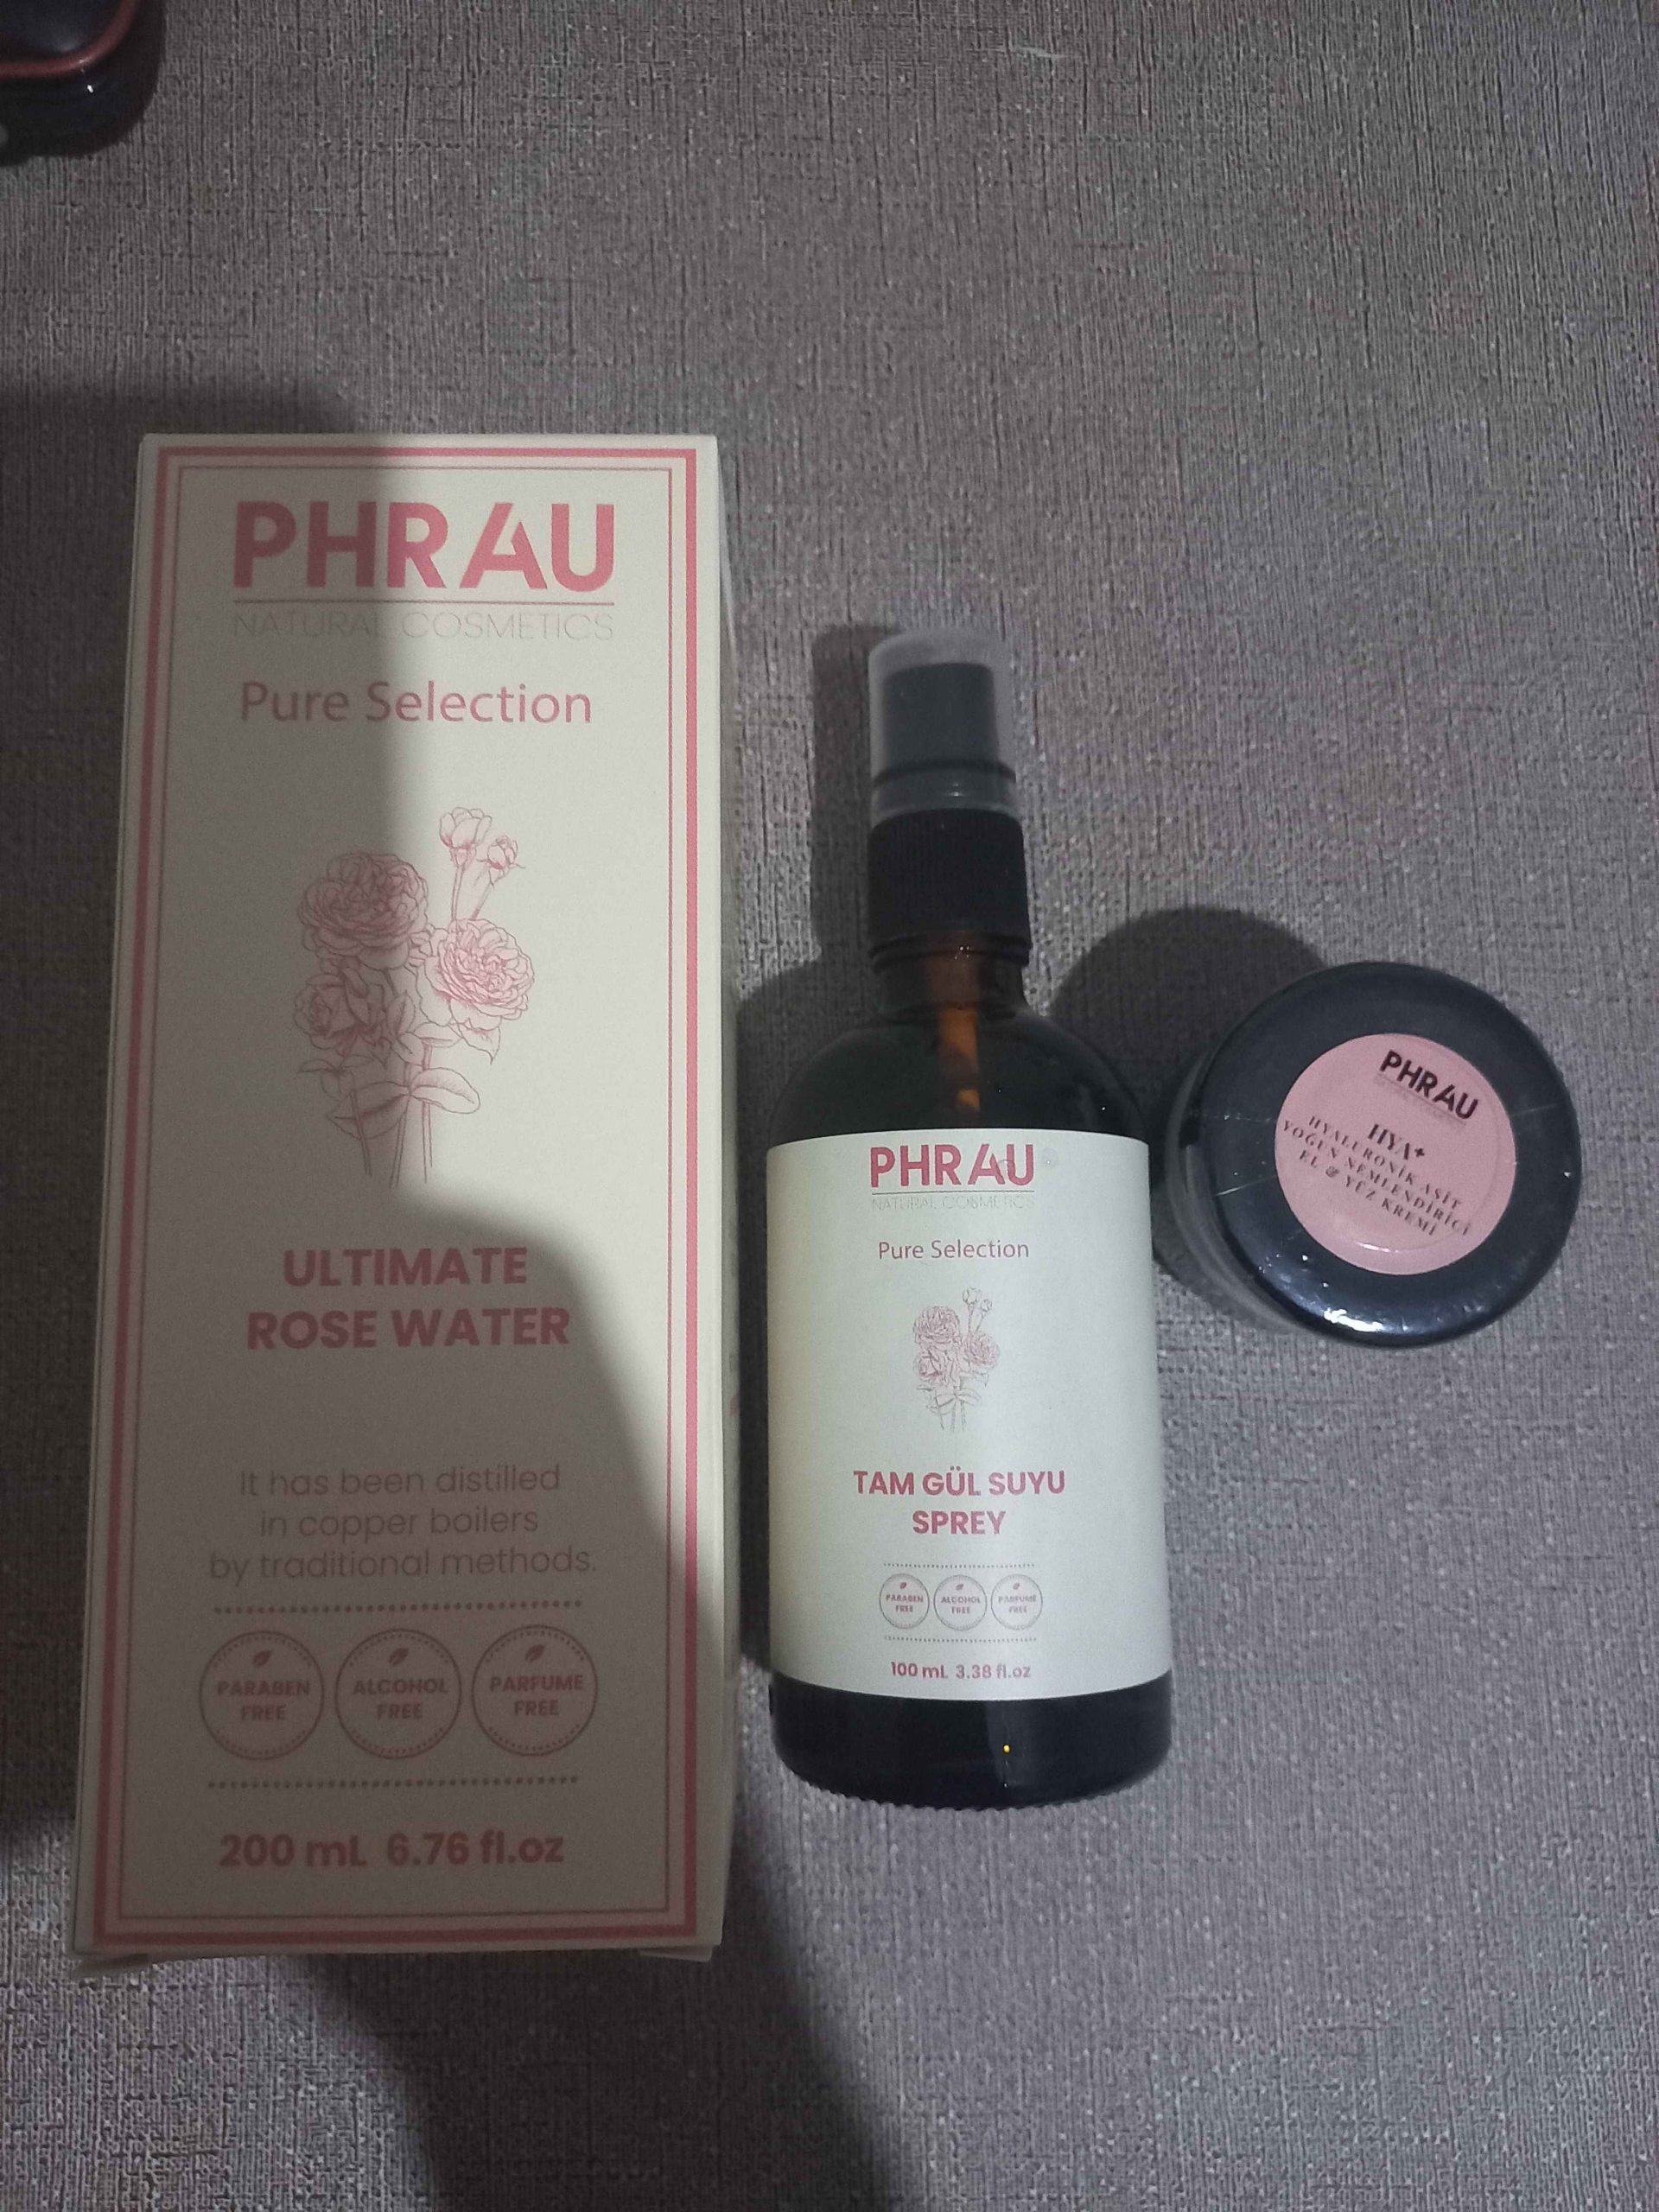 PHRAU
NATURAL COSMETICS
Pure Selection
ULTIMATE
ROSE WATER
It has been distilled
in copper boilers
by traditional methods.
PARABEN
FREE
ALCOHOL
FREE
PARFUME
FREE
200 mL 6.76 fl.oz
PHRAU
NATURAL COSMETICS
Pure Selection
TAM GÜL SUYU
SPREY
PARABEN
FREE
ALCOHOL
FREE
PARFUME
FREE
100 mL 3.38 fl.oz
PHRAU
HYA+
HYALURONİK ASİT
YOĞUN NEMLENDİRİCİ
EL & YÜZ KREMİ